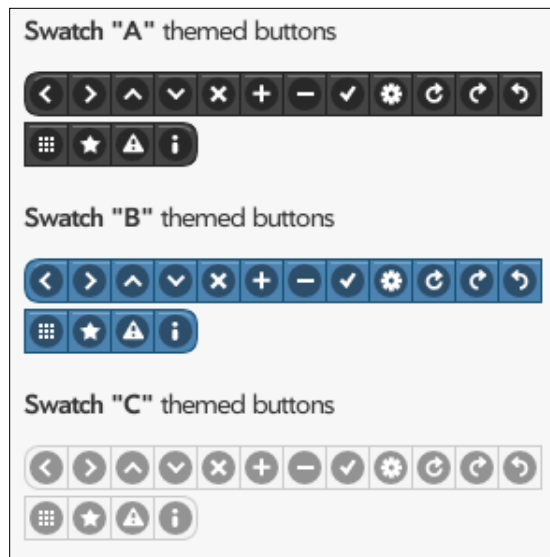 Swatch "A" themed buttons
Swatch "B" themed buttons
Swatch "C" themed buttons